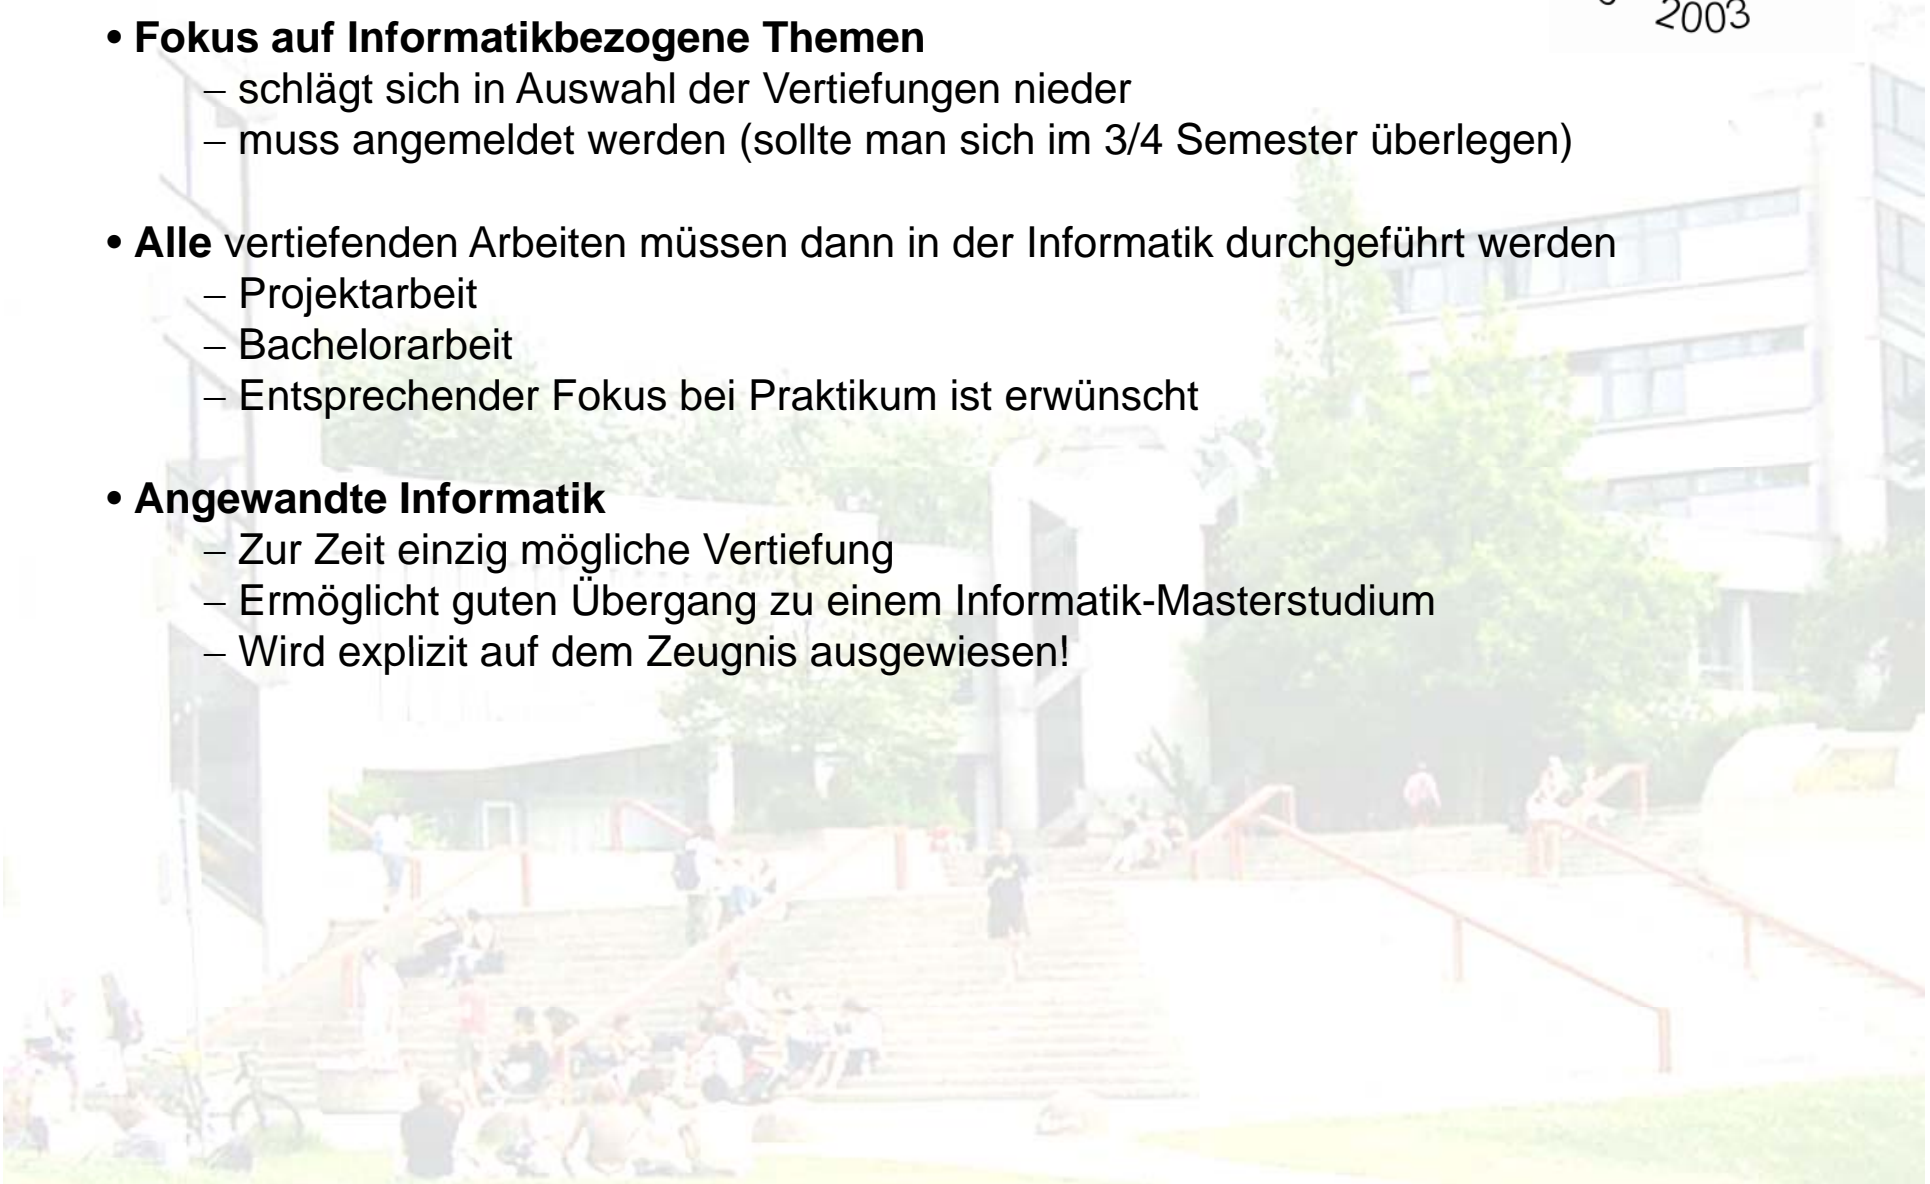 2003
• Fokus auf Informatikbezogene Themen
– schlägt sich in Auswahl der Vertiefungen nieder
– muss angemeldet werden (sollte man sich im 3/4 Semester überlegen)
• Alle vertiefenden Arbeiten müssen dann in der Informatik durchgeführt werden
– Projektarbeit
– Bachelorarbeit
– Entsprechender Fokus bei Praktikum ist erwünscht
• Angewandte Informatik
– Zur Zeit einzig mögliche Vertiefung
– Ermöglicht guten Übergang zu einem Informatik-Masterstudium
– Wird explizit auf dem Zeugnis ausgewiesen!